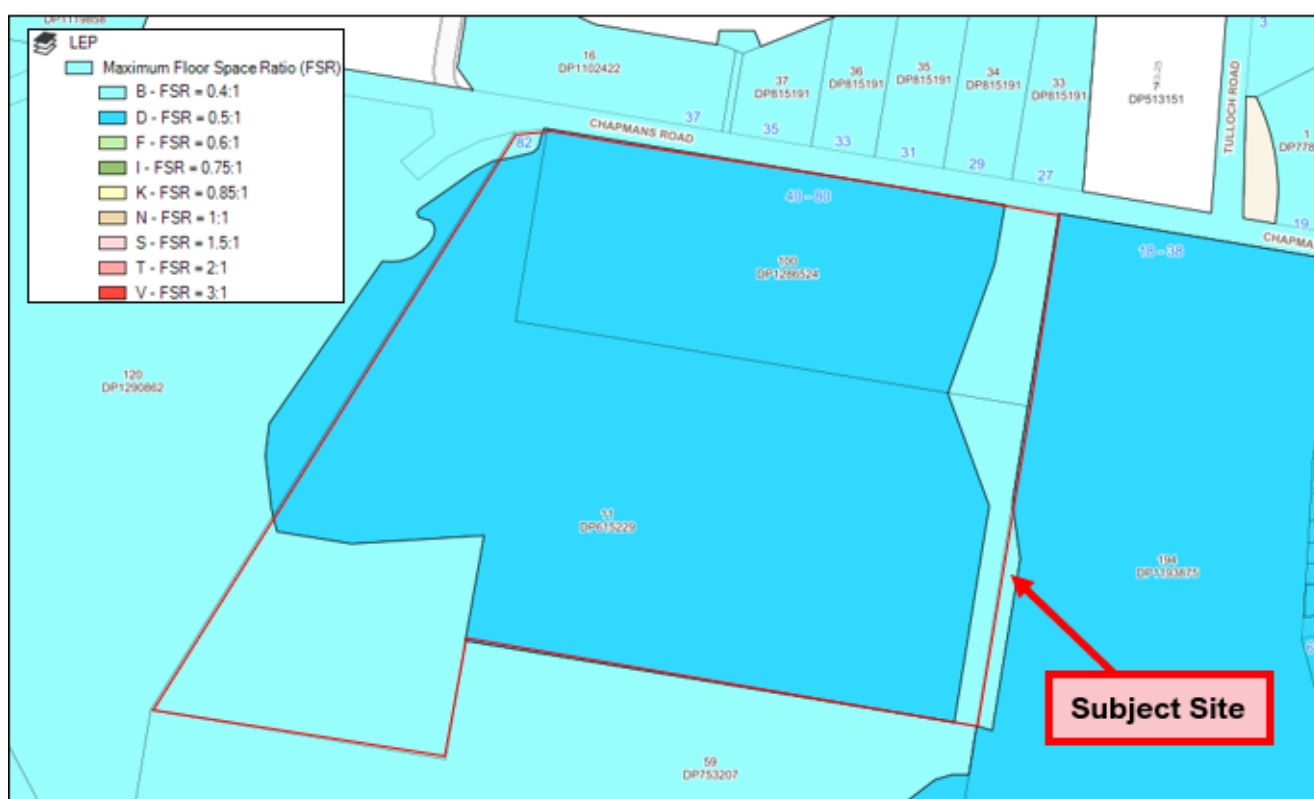 DP1119858
LEP
Maximum Floor Space Ratio (FSR)
B - FSR = 0.4:1
D - FSR = 0.5:1
F - FSR = 0.6:1
I - FSR = 0.75:1
K - FSR = 0.85:1
N - FSR = 1:1
S - FSR = 1.5:1
T - FSR = 2:1
V - FSR = 3:1
16
DP1102422
37
DP815191
36
DP815191
35
DP815191
34
DP815191
33
DP815191
7
DP513151
TULLOCH ROAD
3
1
DP778
CHAPMANS ROAD
37
35
33
31
29
27
19
CHAPMA
82
40 - 80
18 - 38
100
DP1286524
120
DP1290862
11
DP615229
194
DP1193875
Subject Site
59
DP753207